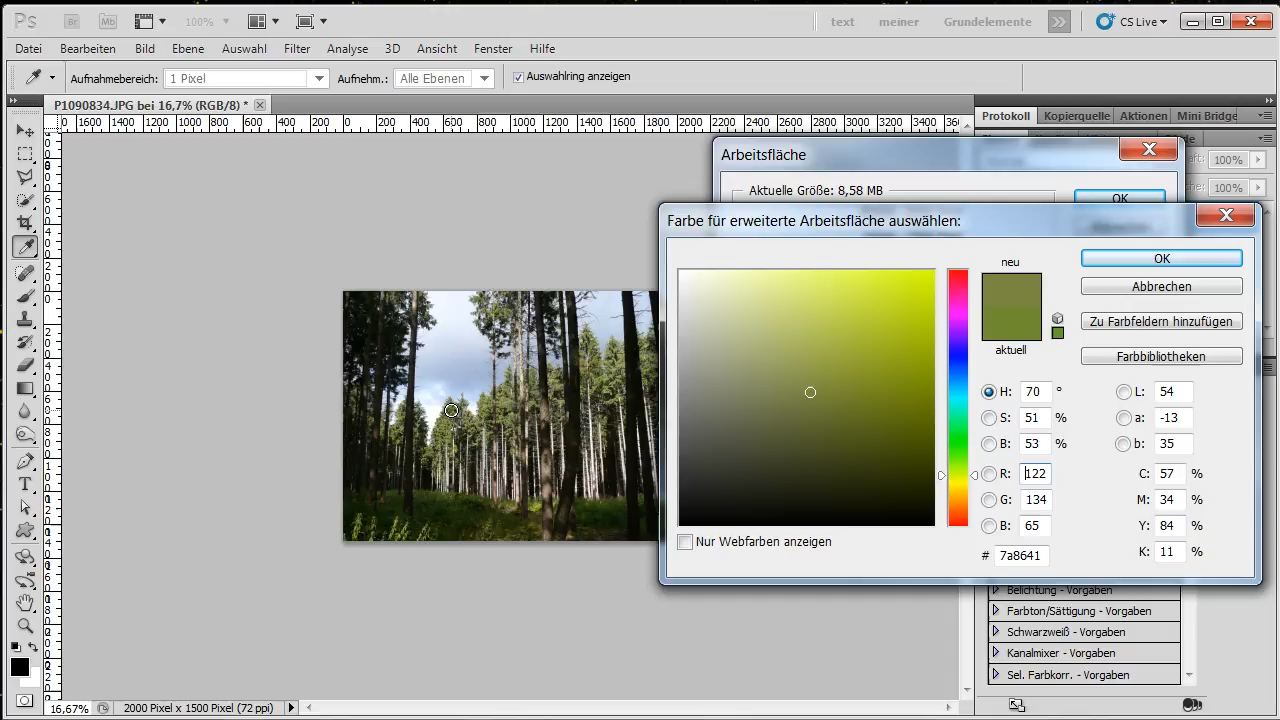 Ps Br Mb 100% text meiner Grundelemente >> CS Live
Datei Bearbeiten Bild Ebene Auswahl Filter Analyse 3D Ansicht Fenster Hilfe
Aufnahmebereich: 1 Pixel Aufnehm.: Alle Ebenen Auswahlring anzeigen
P1090834.JPG bei 16,7% (RGB/8) *
0 1600 1400 1200 1000 800 600 400 200 0 200 400 600 800 1000 1200 1400 1600 1800 2000 2200 2400 2600 2800 3000 3200 3400
Protokoll Kopierquelle Aktionen Mini Bridge
100%
100%
Arbeitsfläche
Aktuelle Größe: 8,58 MB
OK
Farbe für erweiterte Arbeitsfläche auswählen:
neu
aktuell
OK
Abbrechen
Zu Farbfeldern hinzufügen
Farbbibliotheken
H: 70 ° L: 54
S: 51 % a: -13
B: 53 % b: 35
R: 122 C: 57 %
G: 134 M: 34 %
B: 65 Y: 84 %
# 7a8641 K: 11 %
Nur Webfarben anzeigen
Belichtung - Vorgaben
Farbton/Sättigung - Vorgaben
Schwarzweiß - Vorgaben
Kanalmixer - Vorgaben
Sel. Farbkorr. - Vorgaben
16,67% 2000 Pixel x 1500 Pixel (72 ppi)